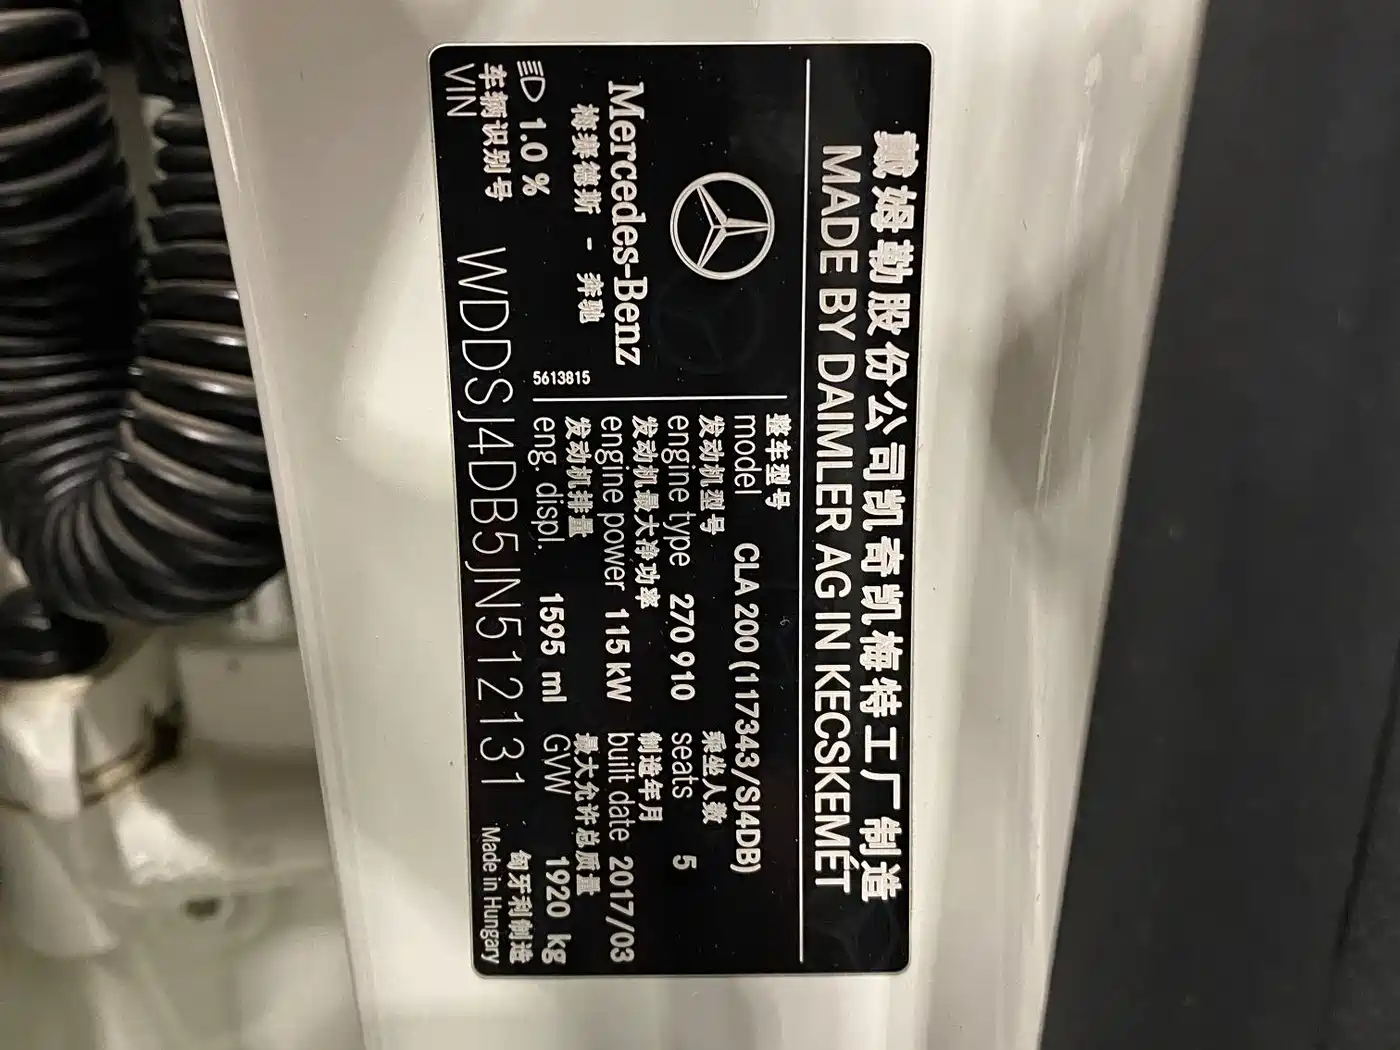 戴姆勒股份公司凯奇凯梅特工厂制造
MADE BY DAIMLER AG IN KECSKEMÉT
Mercedes-Benz
梅赛德斯 - 奔驰
1.0 %
5613815
整车型号
model CLA 200 (117343/SJ4DB)
发动机型号 乘坐人数
engine type 270 910 seats 5
发动机最大净功率 制造年月
engine power 115 kW built date 2017/03
发动机排量 最大允许总质量
eng. displ. 1595 ml GVW 1920 kg
车辆识别号 匈牙利制造
VIN WDDSJ4DB5JN512131 Made in Hungary